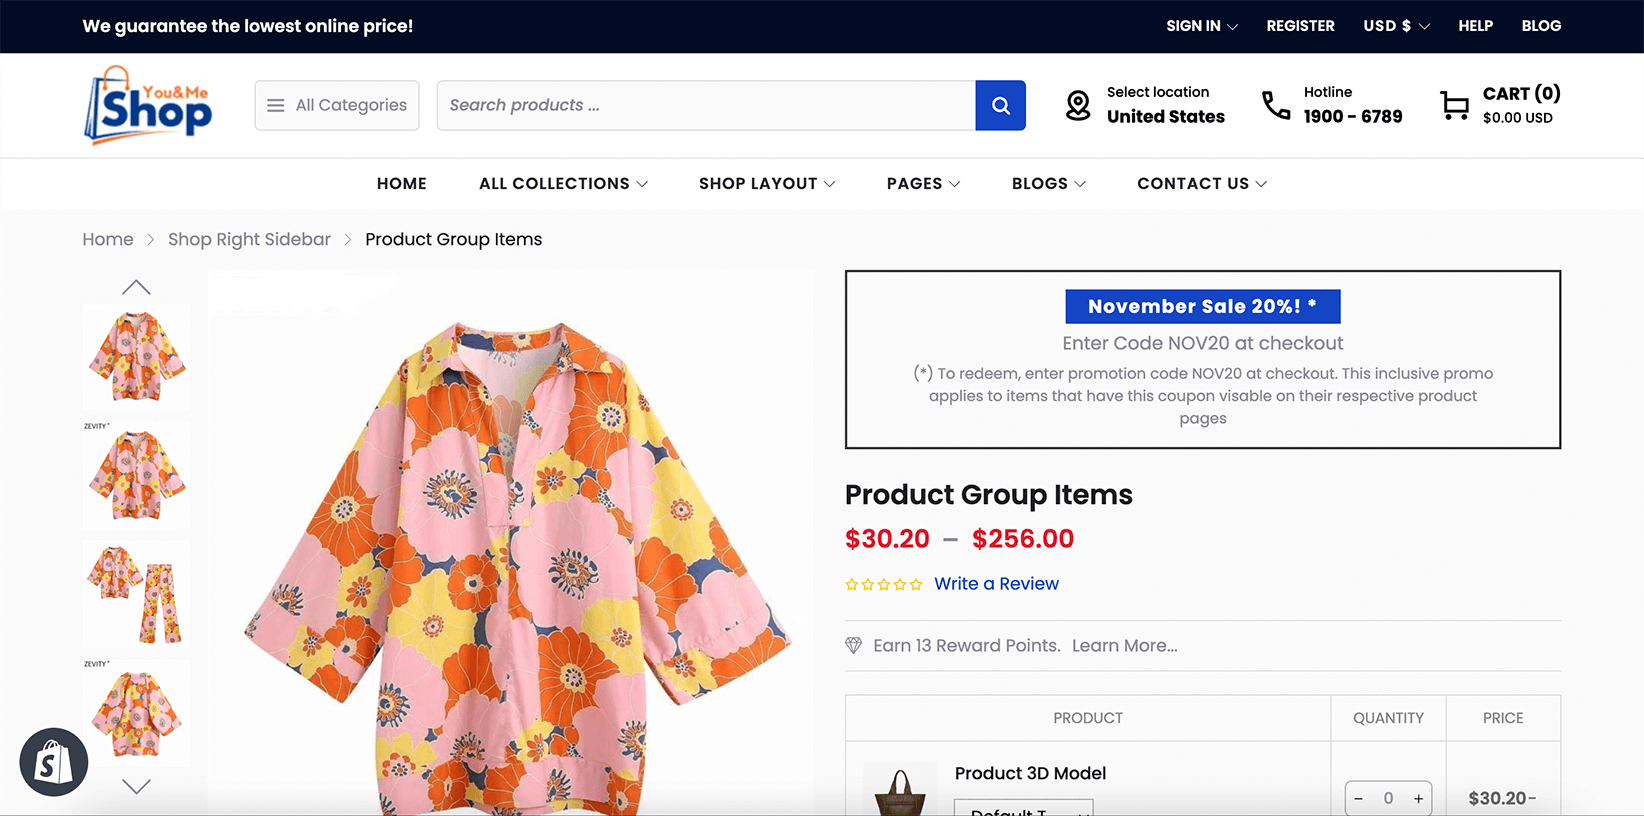 We guarantee the lowest online price!
SIGN IN
REGISTER
USD $
HELP
BLOG
You&Me
Shop
All Categories
Search products ...
Select location
United States
Hotline
1900 - 6789
CART (0)
$0.00 USD
HOME
ALL COLLECTIONS
SHOP LAYOUT
PAGES
BLOGS
CONTACT US
Home
Shop Right Sidebar
Product Group Items
ZEVITY
ZEVITY
November Sale 20%! *
Enter Code NOV20 at checkout
(*) To redeem, enter promotion code NOV20 at checkout. This inclusive promo
applies to items that have this coupon visable on their respective product
pages
Product Group Items
$30.20 – $256.00
Write a Review
Earn 13 Reward Points. Learn More...
PRODUCT
QUANTITY
PRICE
Product 3D Model
Default T
- 0 +
$30.20-